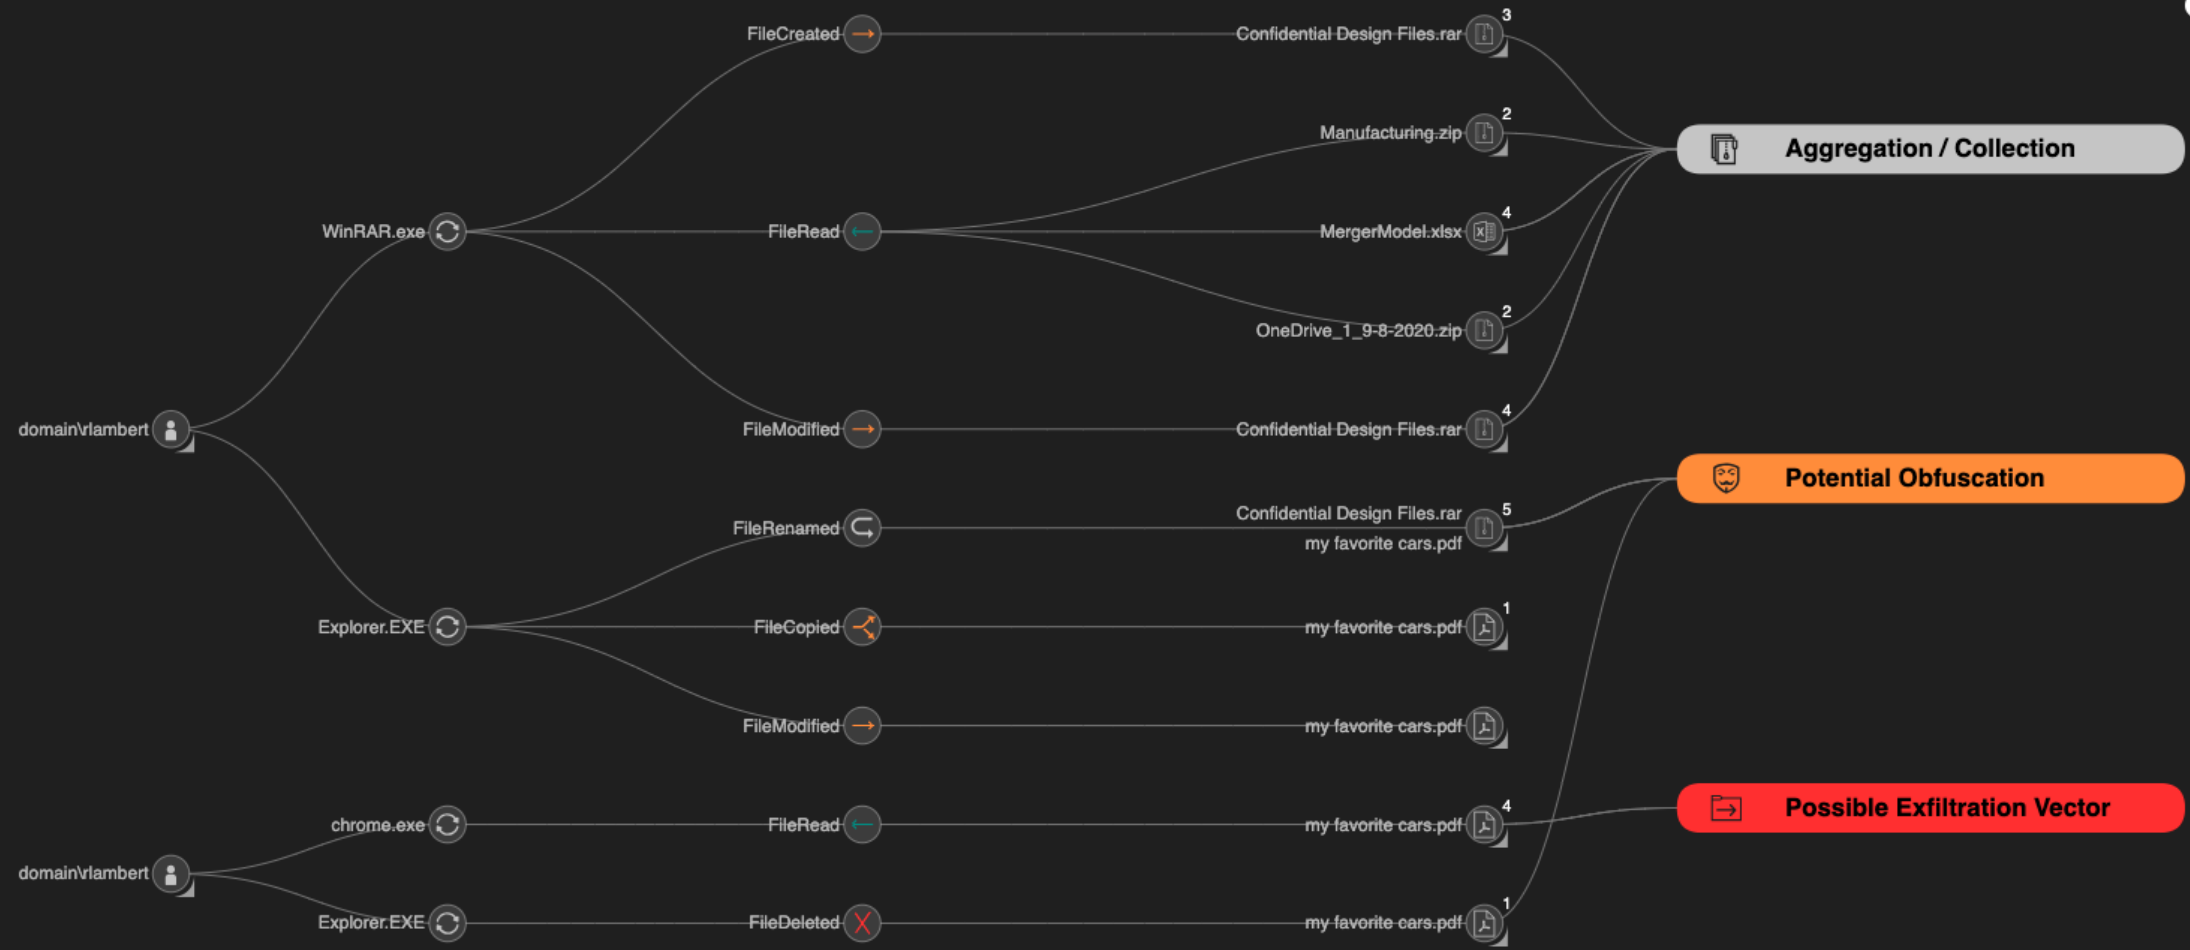 FileCreated
Confidential Design Files.rar
3
Manufacturing.zip
2
Aggregation / Collection
WinRAR.exe
FileRead
MergerModel.xlsx
4
OneDrive_1_9-8-2020.zip
2
domain\rlambert
FileModified
Confidential Design Files.rar
4
Potential Obfuscation
FileRenamed
Confidential Design Files.rar
my favorite cars.pdf
5
Explorer.EXE
FileCopied
my favorite cars.pdf
1
FileModified
my favorite cars.pdf
Possible Exfiltration Vector
chrome.exe
FileRead
my favorite cars.pdf
4
domain\rlambert
Explorer.EXE
FileDeleted
my favorite cars.pdf
1